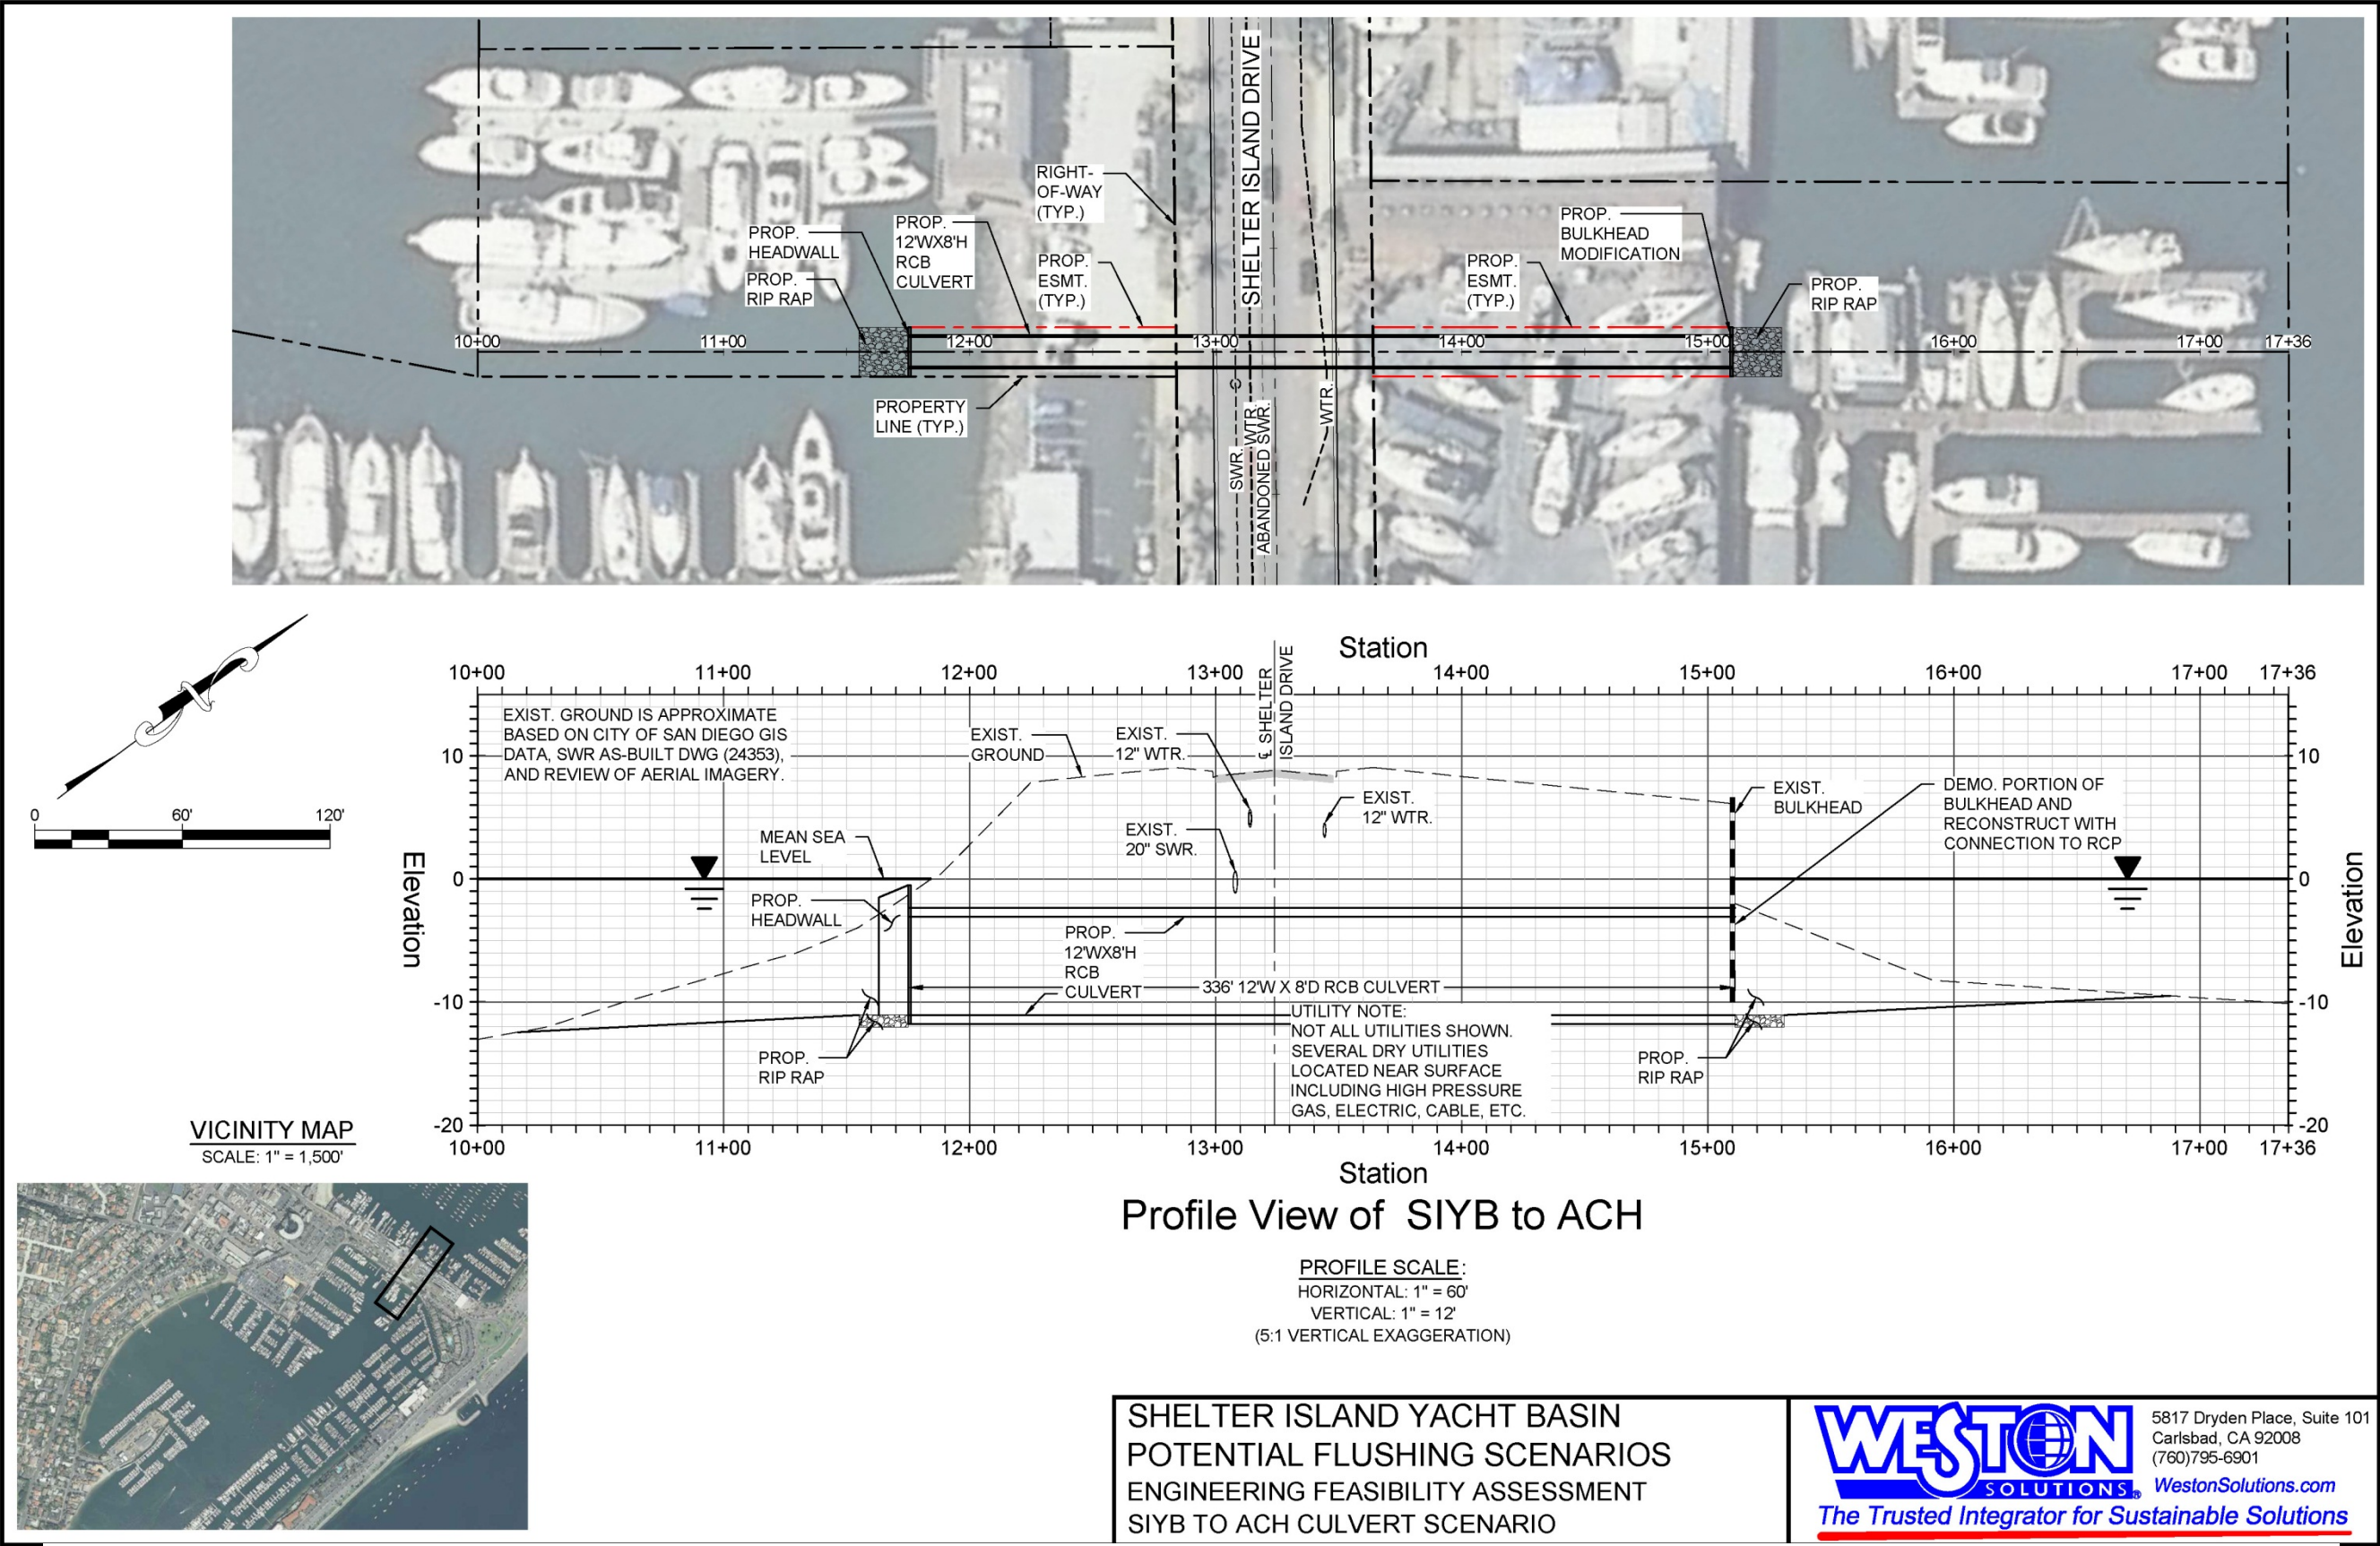 SHELTER ISLAND DRIVE
RIGHT-
OF-WAY
(TYP.)
PROP.
HEADWALL
PROP.
12'WX8'H
RCB
CULVERT
PROP.
RIP RAP
PROP.
ESMT.
(TYP.)
PROP.
ESMT.
(TYP.)
PROP.
BULKHEAD
MODIFICATION
PROP.
RIP RAP
10+00
11+00
12+00
13+00
14+00
15+00
16+00
17+00
17+36
PROPERTY
LINE (TYP.)
G
SWR.
WTR.
ABANDONED SWR.
WTR.
0
60'
120'
Station
10+00
11+00
12+00
13+00
14+00
15+00
16+00
17+00
17+36
℄ SHELTER
ISLAND DRIVE
EXIST. GROUND IS APPROXIMATE
BASED ON CITY OF SAN DIEGO GIS
DATA, SWR AS-BUILT DWG (24353),
AND REVIEW OF AERIAL IMAGERY.
EXIST.
GROUND
EXIST.
12" WTR.
EXIST.
12" WTR.
EXIST.
20" SWR.
EXIST.
BULKHEAD
DEMO. PORTION OF
BULKHEAD AND
RECONSTRUCT WITH
CONNECTION TO RCP
MEAN SEA
LEVEL
PROP.
HEADWALL
PROP.
12'WX8'H
RCB
CULVERT
336' 12'W X 8'D RCB CULVERT
UTILITY NOTE:
NOT ALL UTILITIES SHOWN.
SEVERAL DRY UTILITIES
LOCATED NEAR SURFACE
INCLUDING HIGH PRESSURE
GAS, ELECTRIC, CABLE, ETC.
PROP.
RIP RAP
PROP.
RIP RAP
Elevation
10
0
-10
-20
10
0
-10
-20
Elevation
10+00
11+00
12+00
13+00
14+00
15+00
16+00
17+00
17+36
Station
Profile View of SIYB to ACH
PROFILE SCALE:
HORIZONTAL: 1" = 60'
VERTICAL: 1" = 12'
(5:1 VERTICAL EXAGGERATION)
VICINITY MAP
SCALE: 1" = 1,500'
SHELTER ISLAND YACHT BASIN
POTENTIAL FLUSHING SCENARIOS
ENGINEERING FEASIBILITY ASSESSMENT
SIYB TO ACH CULVERT SCENARIO
WESTON
SOLUTIONS®
5817 Dryden Place, Suite 101
Carlsbad, CA 92008
(760)795-6901
WestonSolutions.com
The Trusted Integrator for Sustainable Solutions